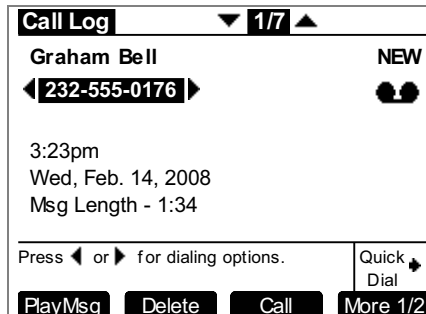 Call Log 1/7
Graham Bell NEW
232-555-0176
3:23pm
Wed, Feb. 14, 2008
Msg Length - 1:34
Press or for dialing options.
Quick
Dial
PlayMsg Delete Call More 1/2